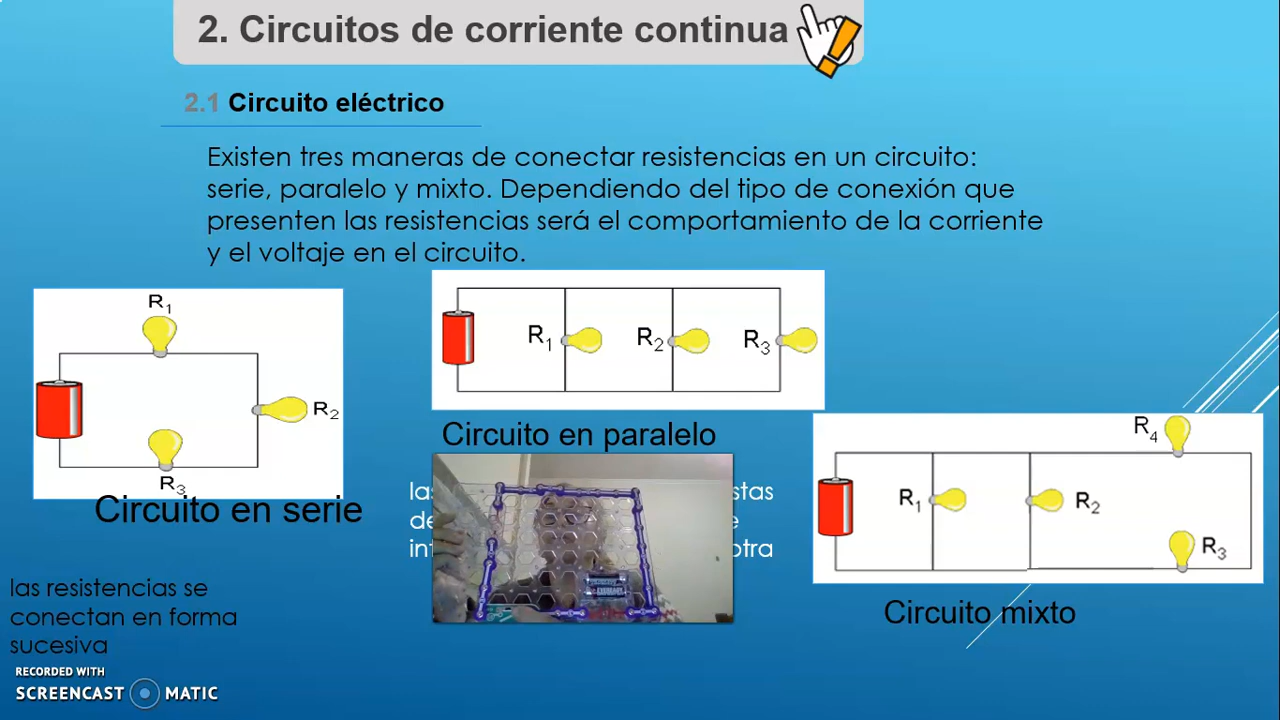 2. Circuitos de corriente continua
2.1 Circuito eléctrico
Existen tres maneras de conectar resistencias en un circuito:
serie, paralelo y mixto. Dependiendo del tipo de conexión que
presenten las resistencias será el comportamiento de la corriente
y el voltaje en el circuito.
R1
R2
R3
Circuito en serie
las resistencias se
conectan en forma
sucesiva
R1 R2 R3
Circuito en paralelo
otra
R4
R1 R2
R3
Circuito mixto
RECORDED WITH
SCREENCAST MATIC